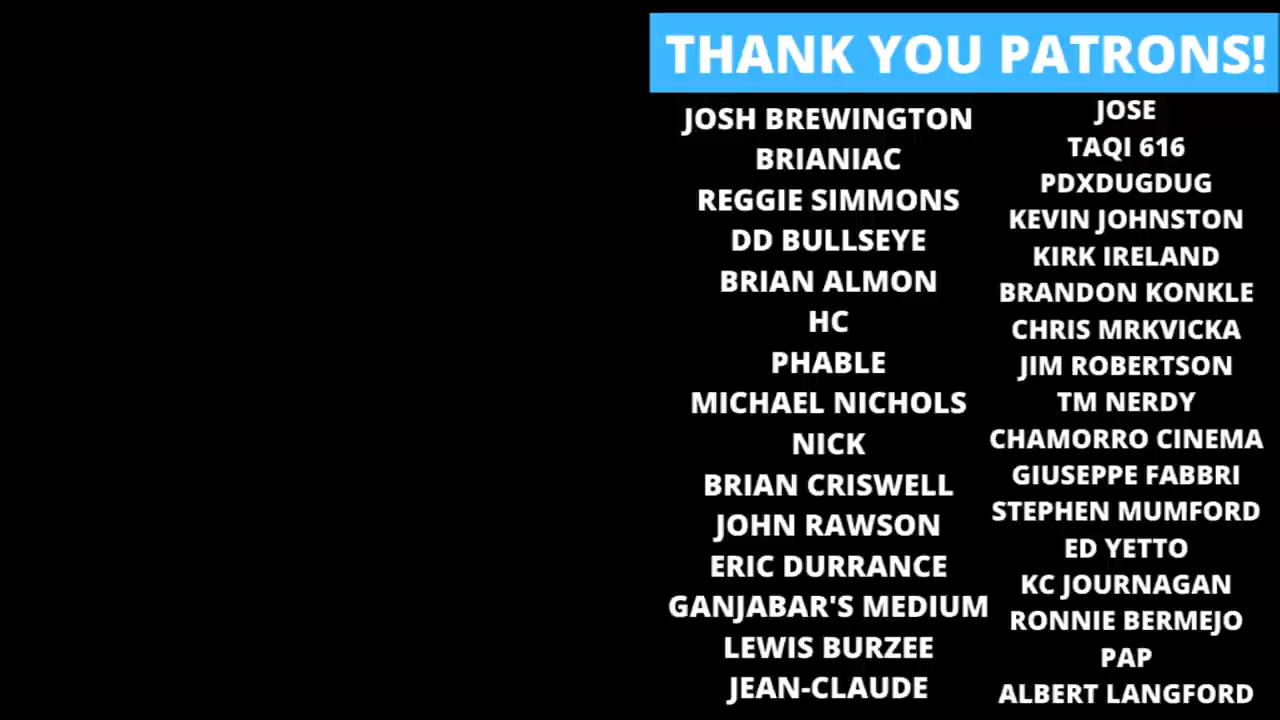 THANK YOU PATRONS!
JOSH BREWINGTON
BRIANIAC
REGGIE SIMMONS
DD BULLSEYE
BRIAN ALMON
HC
PHABLE
MICHAEL NICHOLS
NICK
BRIAN CRISWELL
JOHN RAWSON
ERIC DURRANCE
GANJABAR'S MEDIUM
LEWIS BURZEE
JEAN-CLAUDE
JOSE
TAQI 616
PDXDUGDUG
KEVIN JOHNSTON
KIRK IRELAND
BRANDON KONKLE
CHRIS MRKVICKA
JIM ROBERTSON
TM NERDY
CHAMORRO CINEMA
GIUSEPPE FABBRI
STEPHEN MUMFORD
ED YETTO
KC JOURNAGAN
RONNIE BERMEJO
PAP
ALBERT LANGFORD